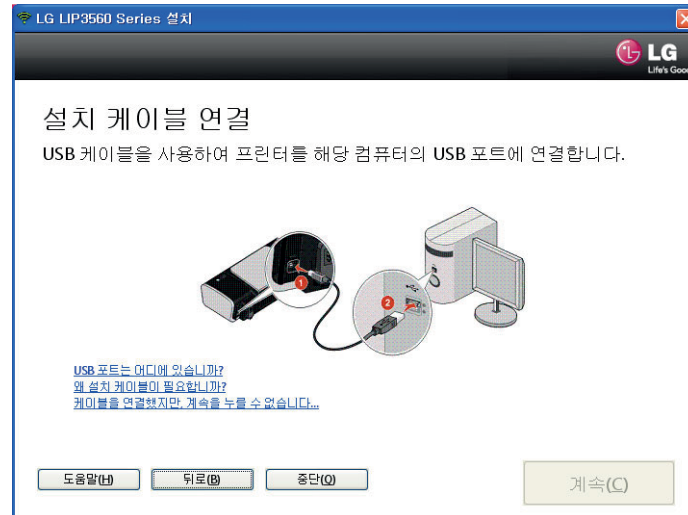 LG LIP3560 Series 설치
LG
Life's Good
설치 케이블 연결
USB 케이블을 사용하여 프린터를 해당 컴퓨터의 USB 포트에 연결합니다.
1
2
USB 포트는 어디에 있습니까?
왜 설치 케이블이 필요합니까?
케이블을 연결했지만, 계속을 누를 수 없습니다...
도움말(H)
뒤로(B)
중단(O)
계속(C)